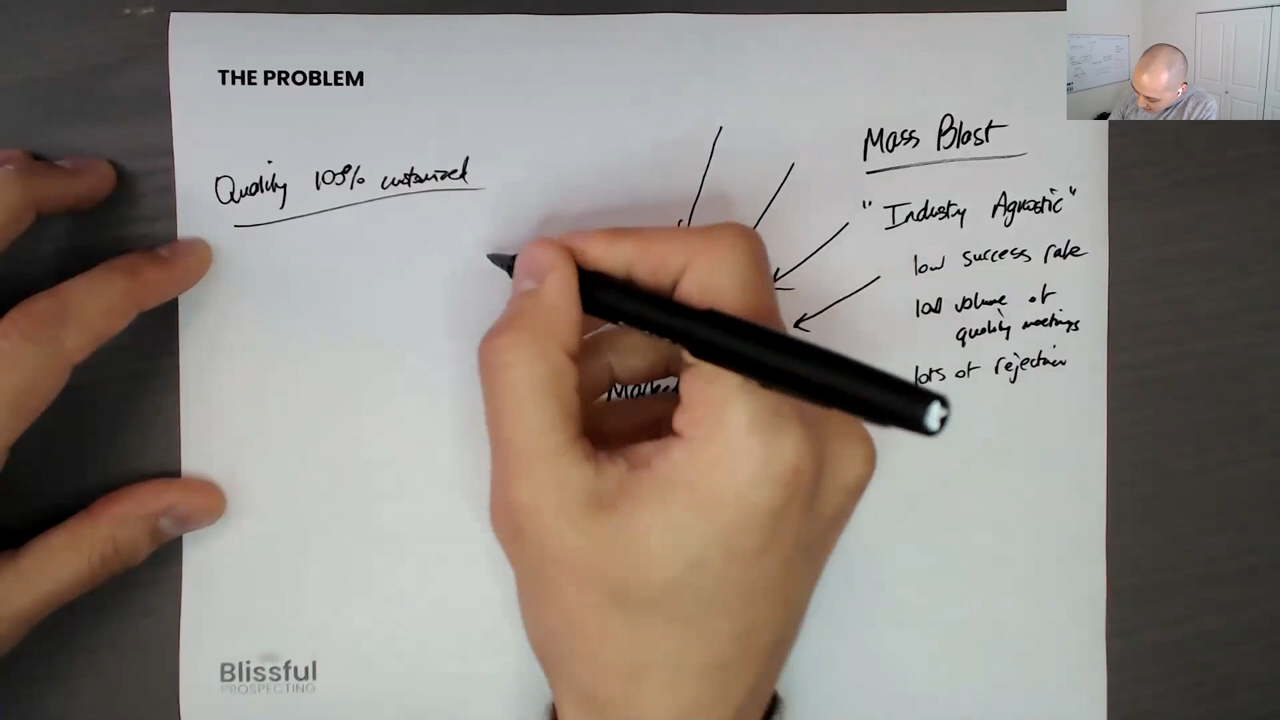 THE PROBLEM
Quality 100% customized
Mass Blast
"Industry Agnostic"
low success rate
low volume of
quality meetings
lots of rejection
Blissful
PROSPECTING